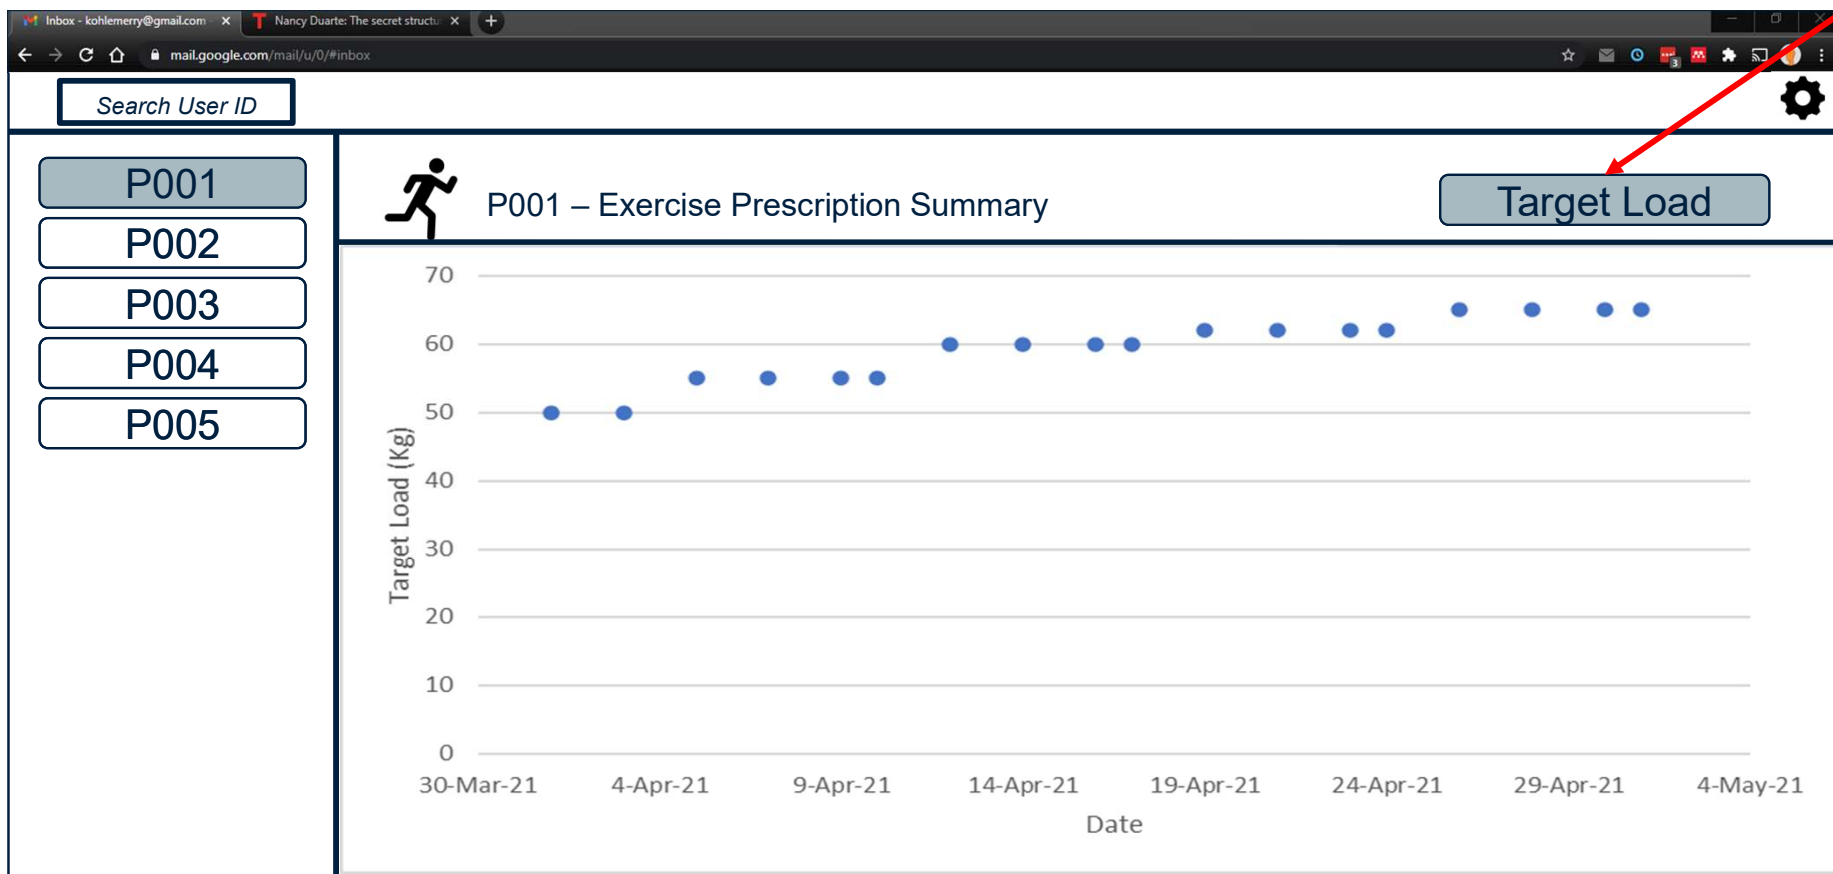 Inbox - kohlemerry@gmail.com
Nancy Duarte: The secret structu
mail.google.com/mail/u/0/#inbox
3
Search User ID
P001
P002
P003
P004
P005
P001 – Exercise Prescription Summary
Target Load
70
60
50
40
30
20
10
0
Target Load (Kg)
30-Mar-21 4-Apr-21 9-Apr-21 14-Apr-21 19-Apr-21 24-Apr-21 29-Apr-21 4-May-21
Date